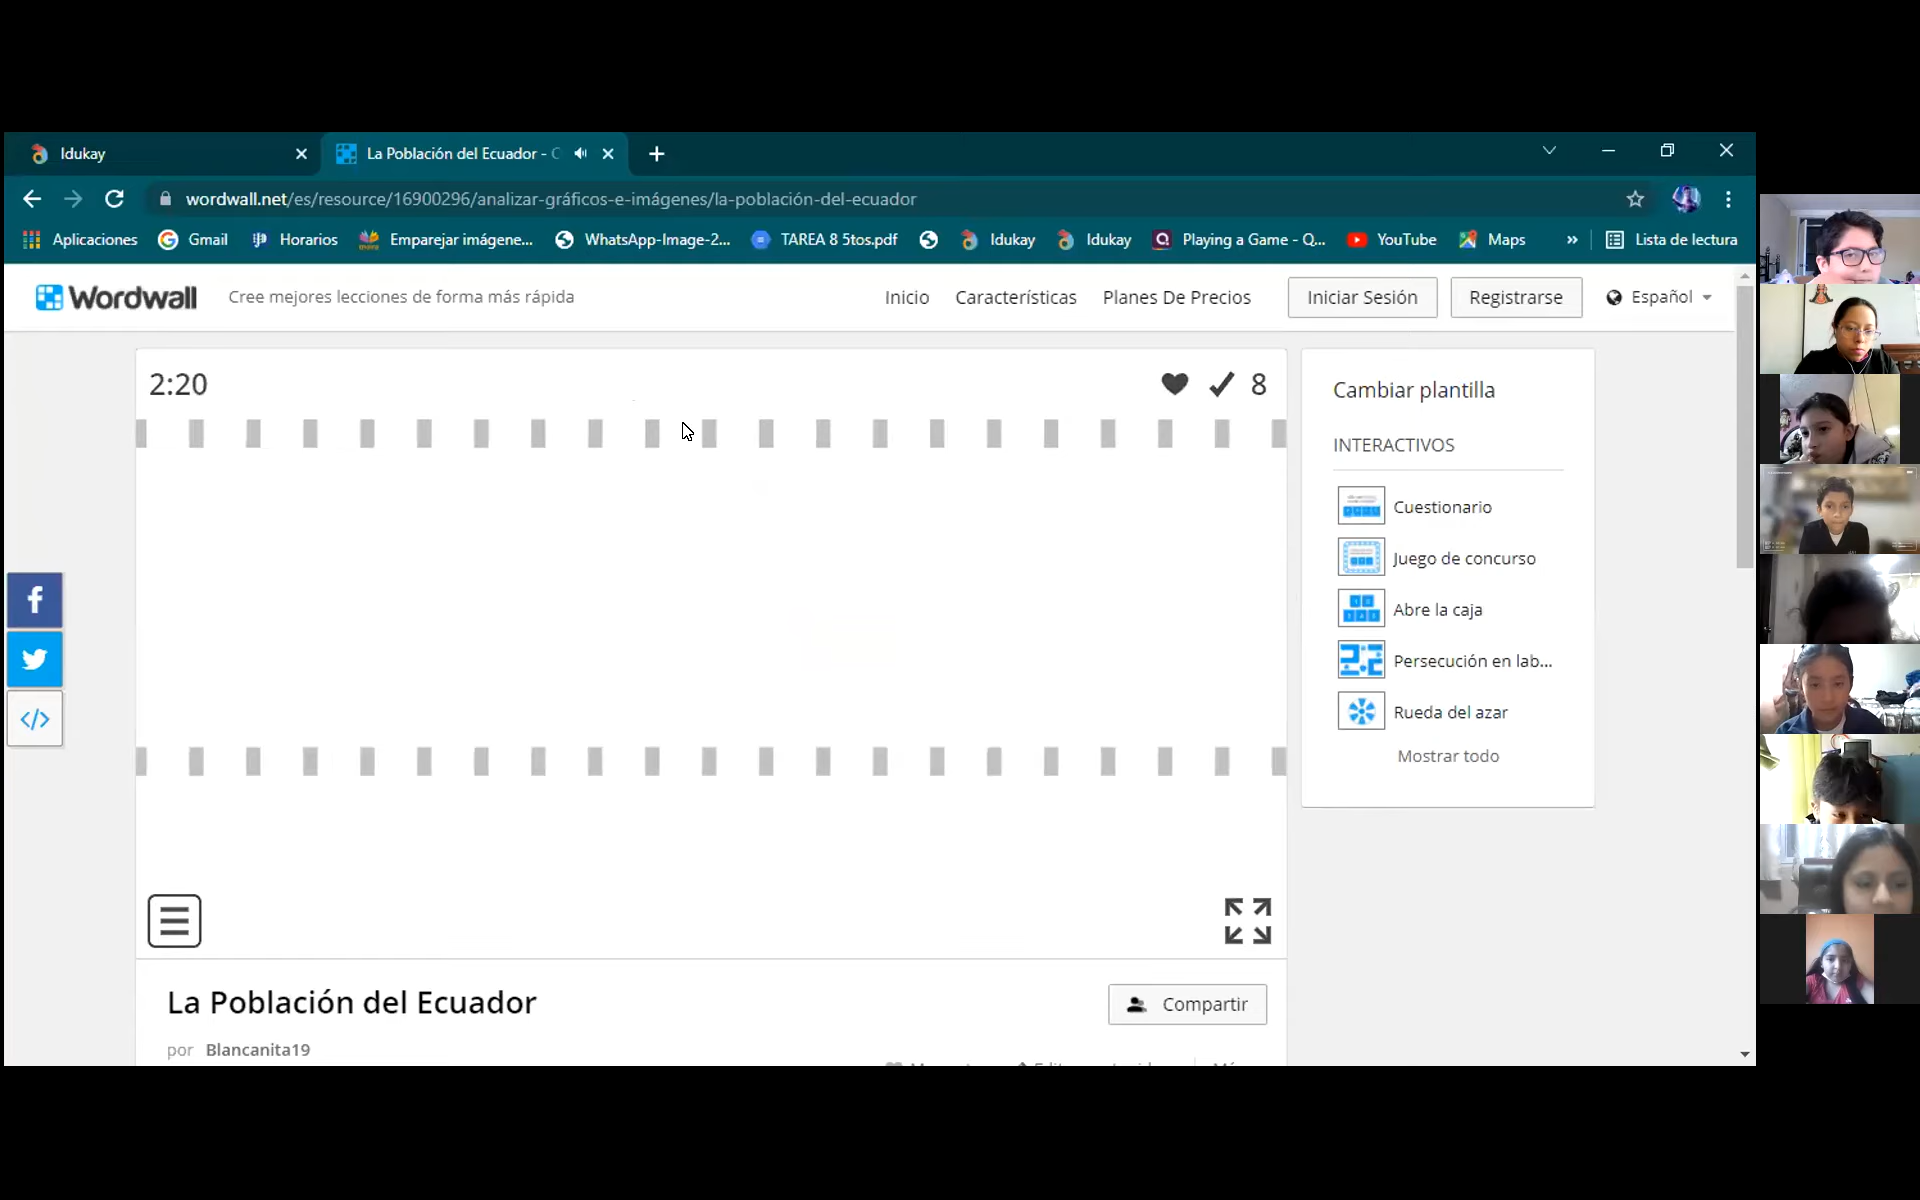 Idukay
La Población del Ecuador - C
wordwall.net/es/resource/16900296/analizar-gráficos-e-imágenes/la-población-del-ecuador
Aplicaciones Gmail Horarios Emparejar imágene... WhatsApp-Image-2... TAREA 8 5tos.pdf Idukay Idukay Playing a Game - Q... YouTube Maps » Lista de lectura
Wordwall Cree mejores lecciones de forma más rápida Inicio Características Planes De Precios Iniciar Sesión Registrarse Español
2:20 8
Cambiar plantilla
INTERACTIVOS
Cuestionario
Juego de concurso
Abre la caja
Persecución en lab...
Rueda del azar
Mostrar todo
La Población del Ecuador
Compartir
por Blancanita19